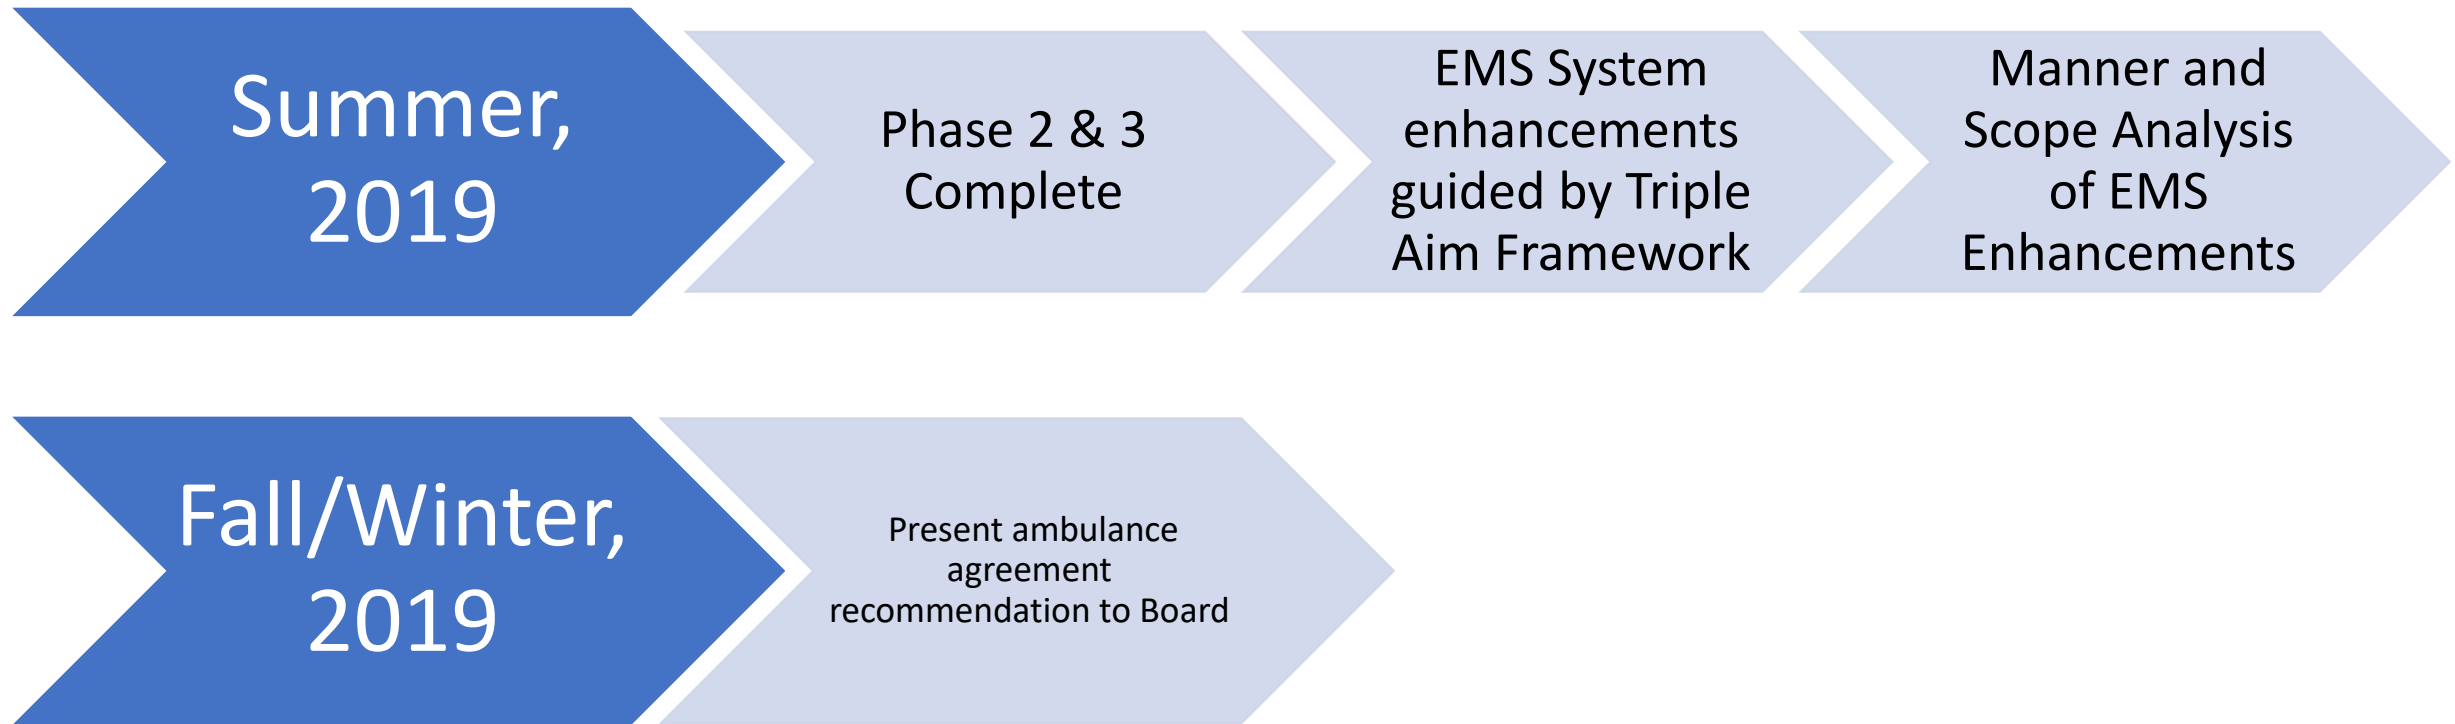 Summer,
2019
Phase 2 & 3
Complete
EMS System
enhancements
guided by Triple
Aim Framework
Manner and
Scope Analysis
of EMS
Enhancements
Fall/Winter,
2019
Present ambulance
agreement
recommendation to Board